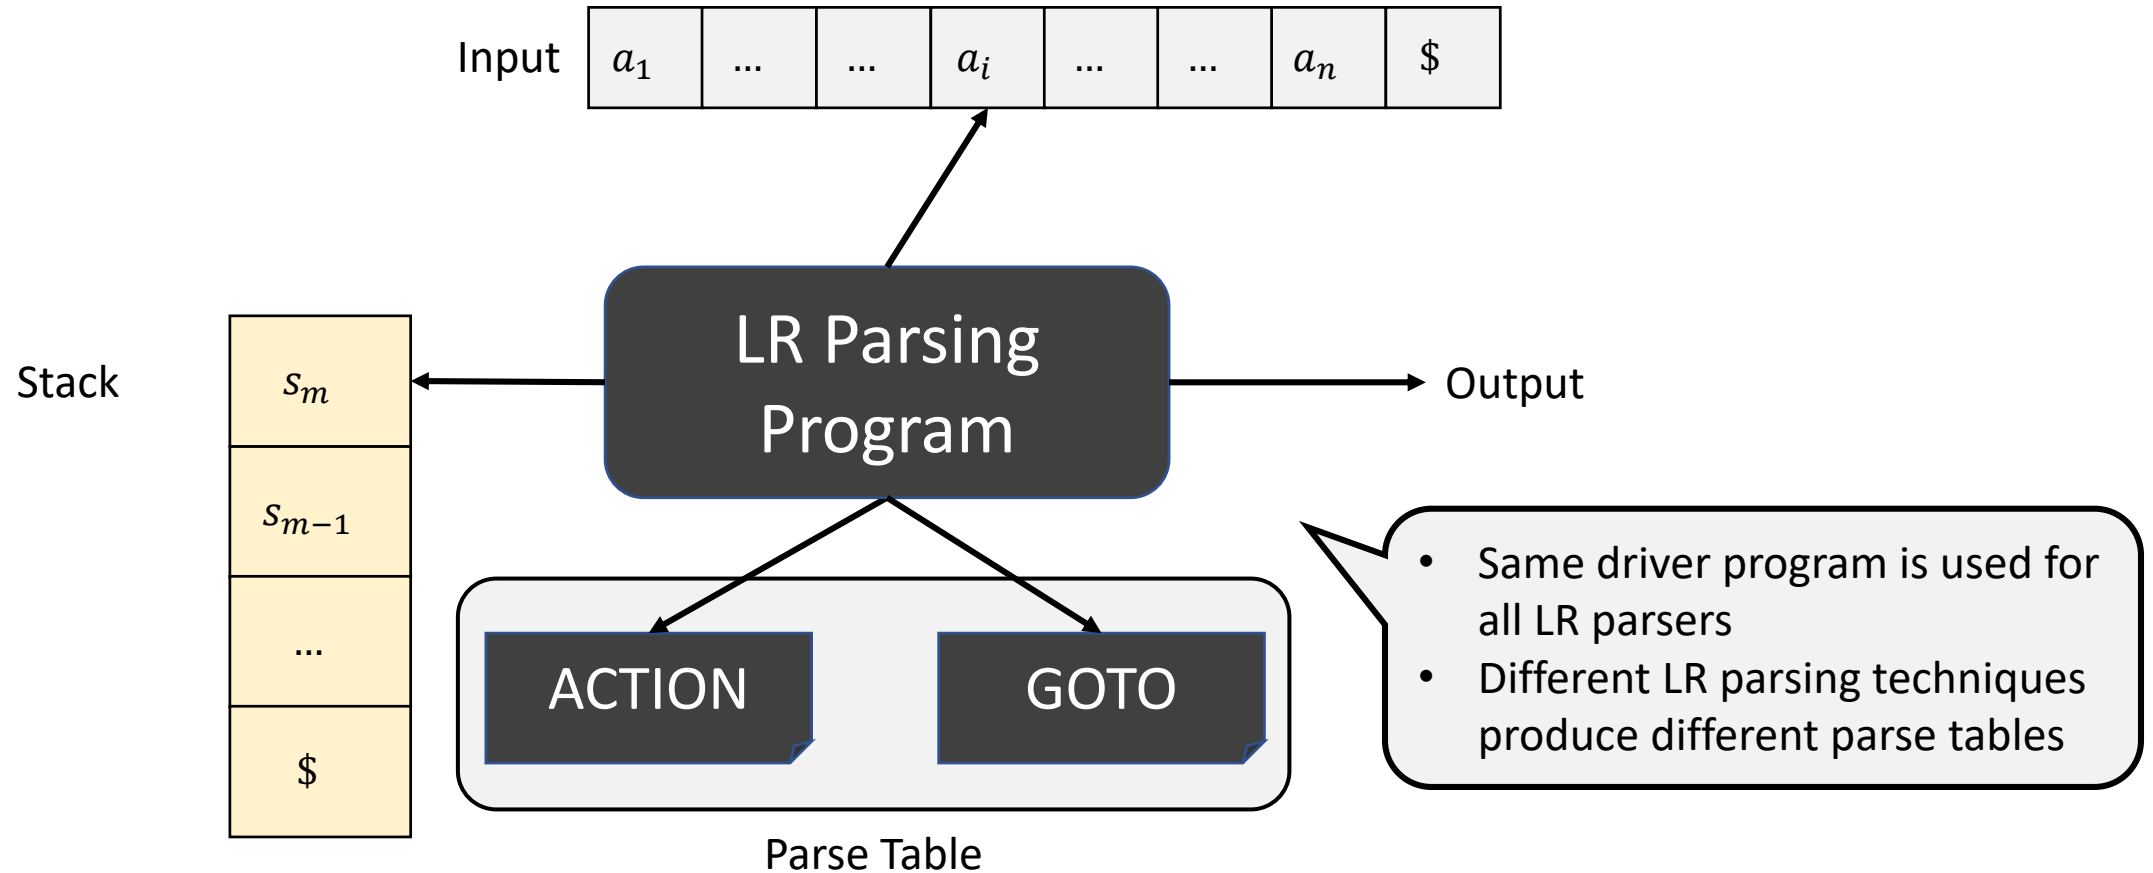 Input a₁ ... ... aᵢ ... ... aₙ $
LR Parsing
Program
Stack
sₘ
sₘ₋₁
...
$
Output
ACTION
GOTO
Parse Table
• Same driver program is used for
all LR parsers
• Different LR parsing techniques
produce different parse tables